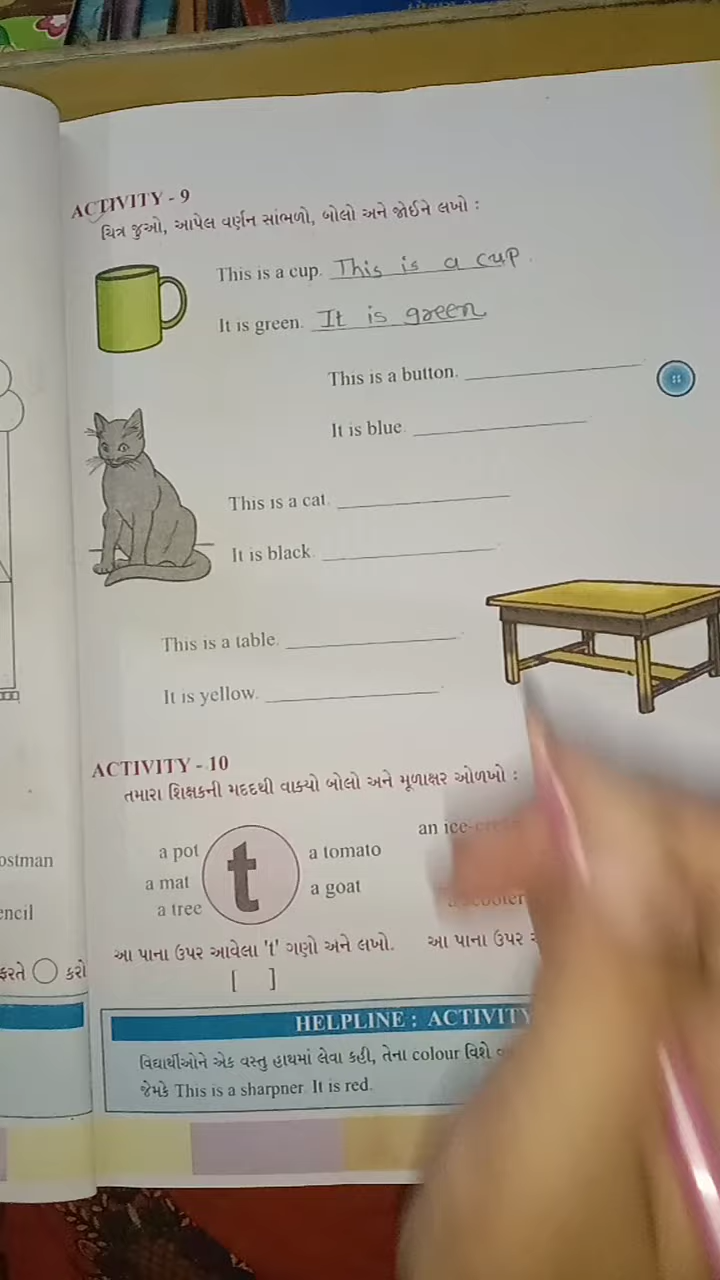 ACTIVITY - 9
ચિત્ર જુઓ, આપેલ વર્ણન સાંભળો, બોલો અને જોઈને લખો :
This is a cup. This is a cup.
It is green. It is green
This is a button.
It is blue.
This is a cat.
It is black.
This is a table.
It is yellow.
ACTIVITY - 10
તમારા શિક્ષકની મદદથી વાક્યો બોલો અને મૂળાક્ષર ઓળખો :
a pot
a mat
a tree
t
a tomato
a goat
an
આ પાના ઉપર આવેલા 't' ગણો અને લખો.
[ ]
આ પાના ઉપર
HELPLINE : ACTIVITY
વિદ્યાર્થીઓને એક વસ્તુ હાથમાં લેવા કહી, તેના colour વિશે
જેમકે This is a sharpner. It is red.
કરો